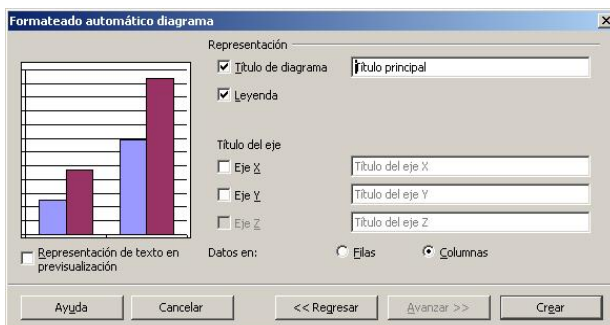 Formateado automático diagrama
Representación
Título de diagrama
Título principal
Leyenda
Título del eje
Eje X
Título del eje X
Eje Y
Título del eje Y
Eje Z
Título del eje Z
Representación de texto en
previsualización
Datos en:
Filas
Columnas
Ayuda
Cancelar
<< Regresar
Avanzar >>
Crear